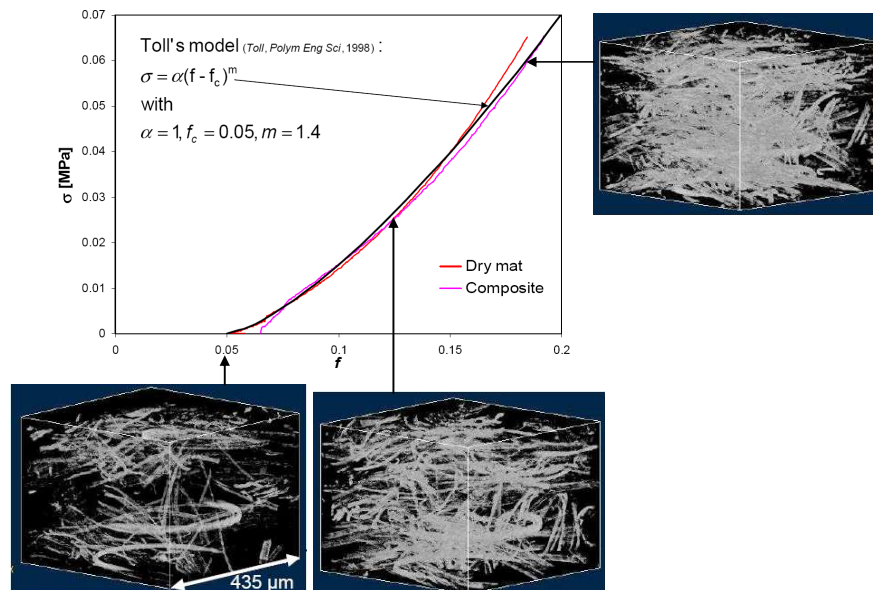 0.07
0.06
0.05
0.04
0.03
0.02
0.01
0
σ [MPa]
Toll's model (Toll, Polym Eng Sci, 1998) :
σ = α(f - f_c)^m
with
α = 1, f_c = 0.05, m = 1.4
Dry mat
Composite
0 0.05 0.1 0.15 0.2
f
435 µm